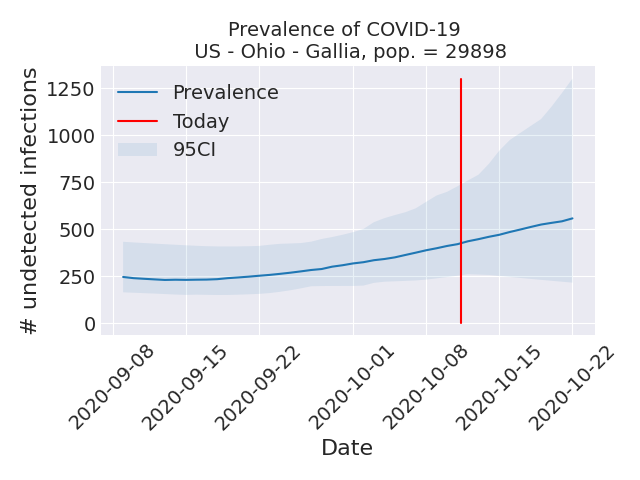 Prevalence of COVID-19
US - Ohio - Gallia, pop. = 29898
# undetected infections
1250
1000
750
500
250
0
Prevalence
Today
95CI
2020-09-08
2020-09-15
2020-09-22
2020-10-01
2020-10-08
2020-10-15
2020-10-22
Date